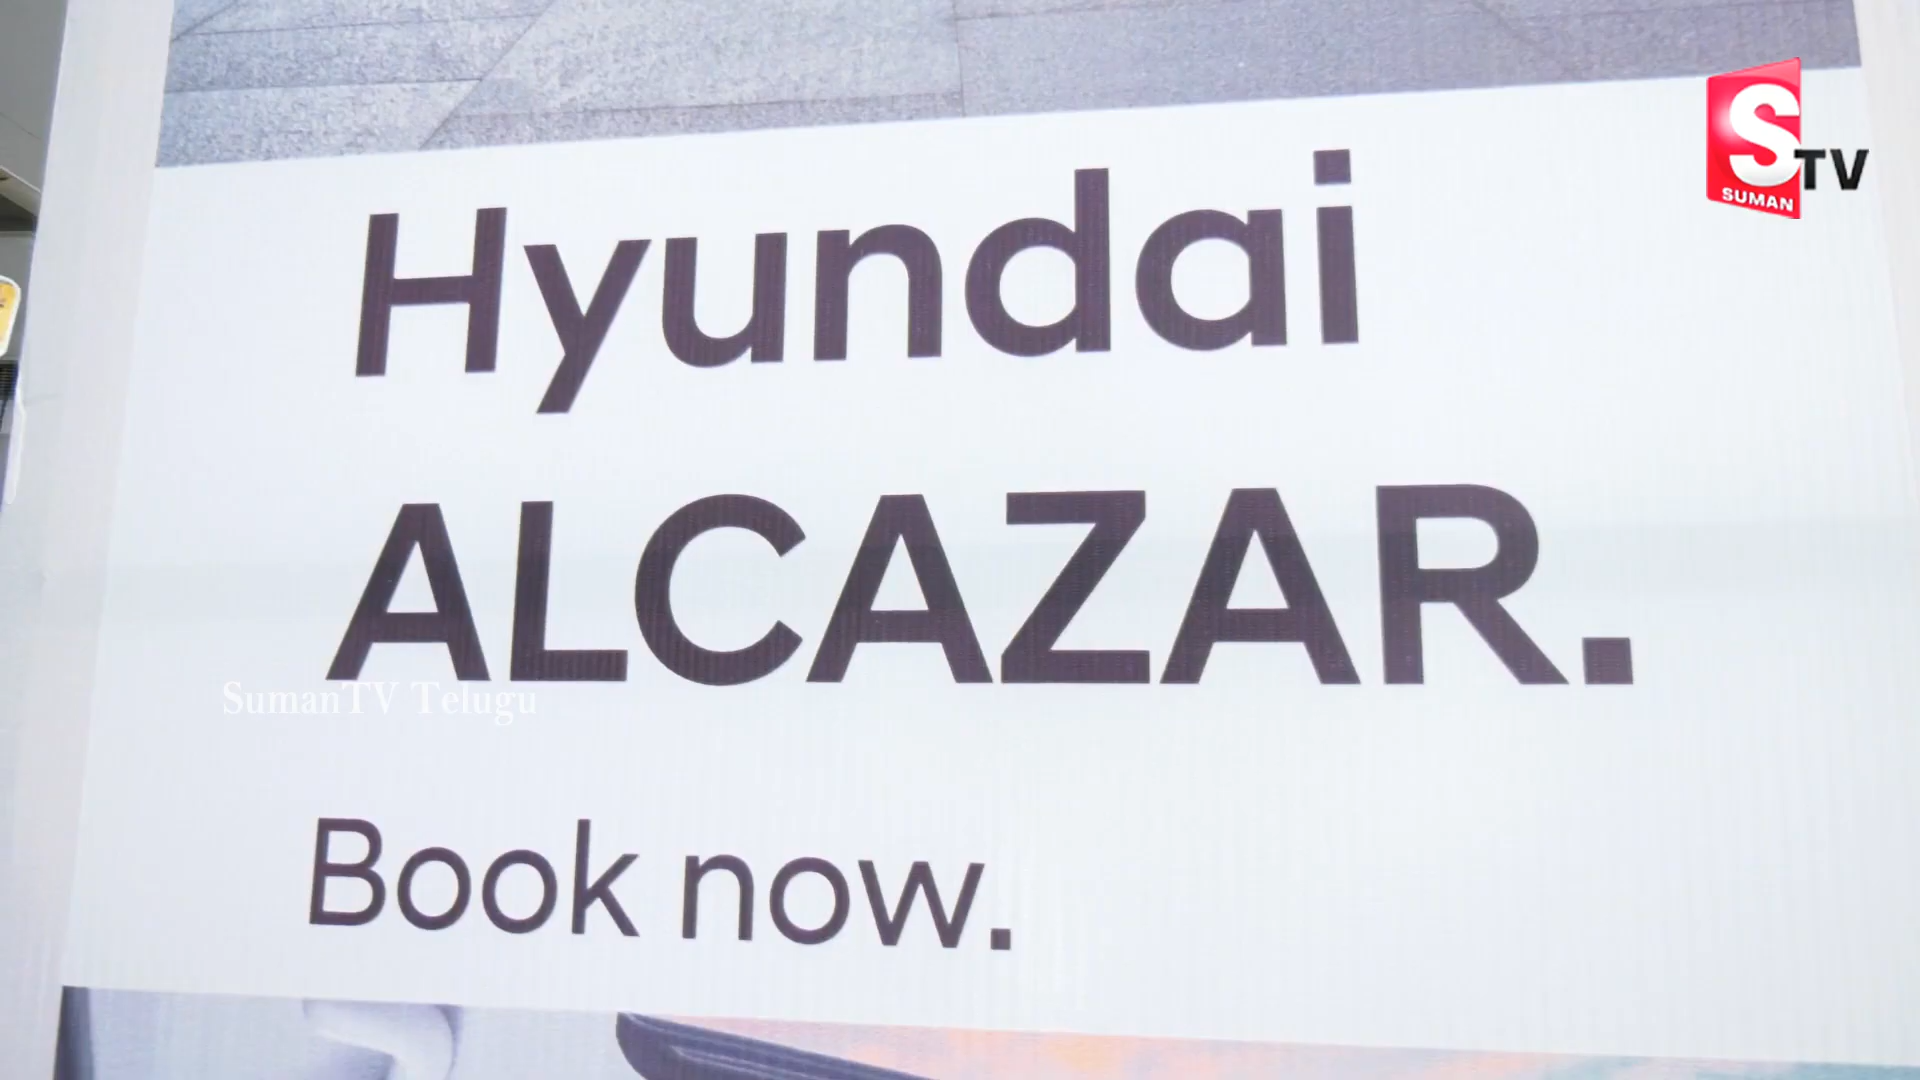 S
TV
SUMAN
Hyundai
ALCAZAR.
SumanTV Telugu
Book now.